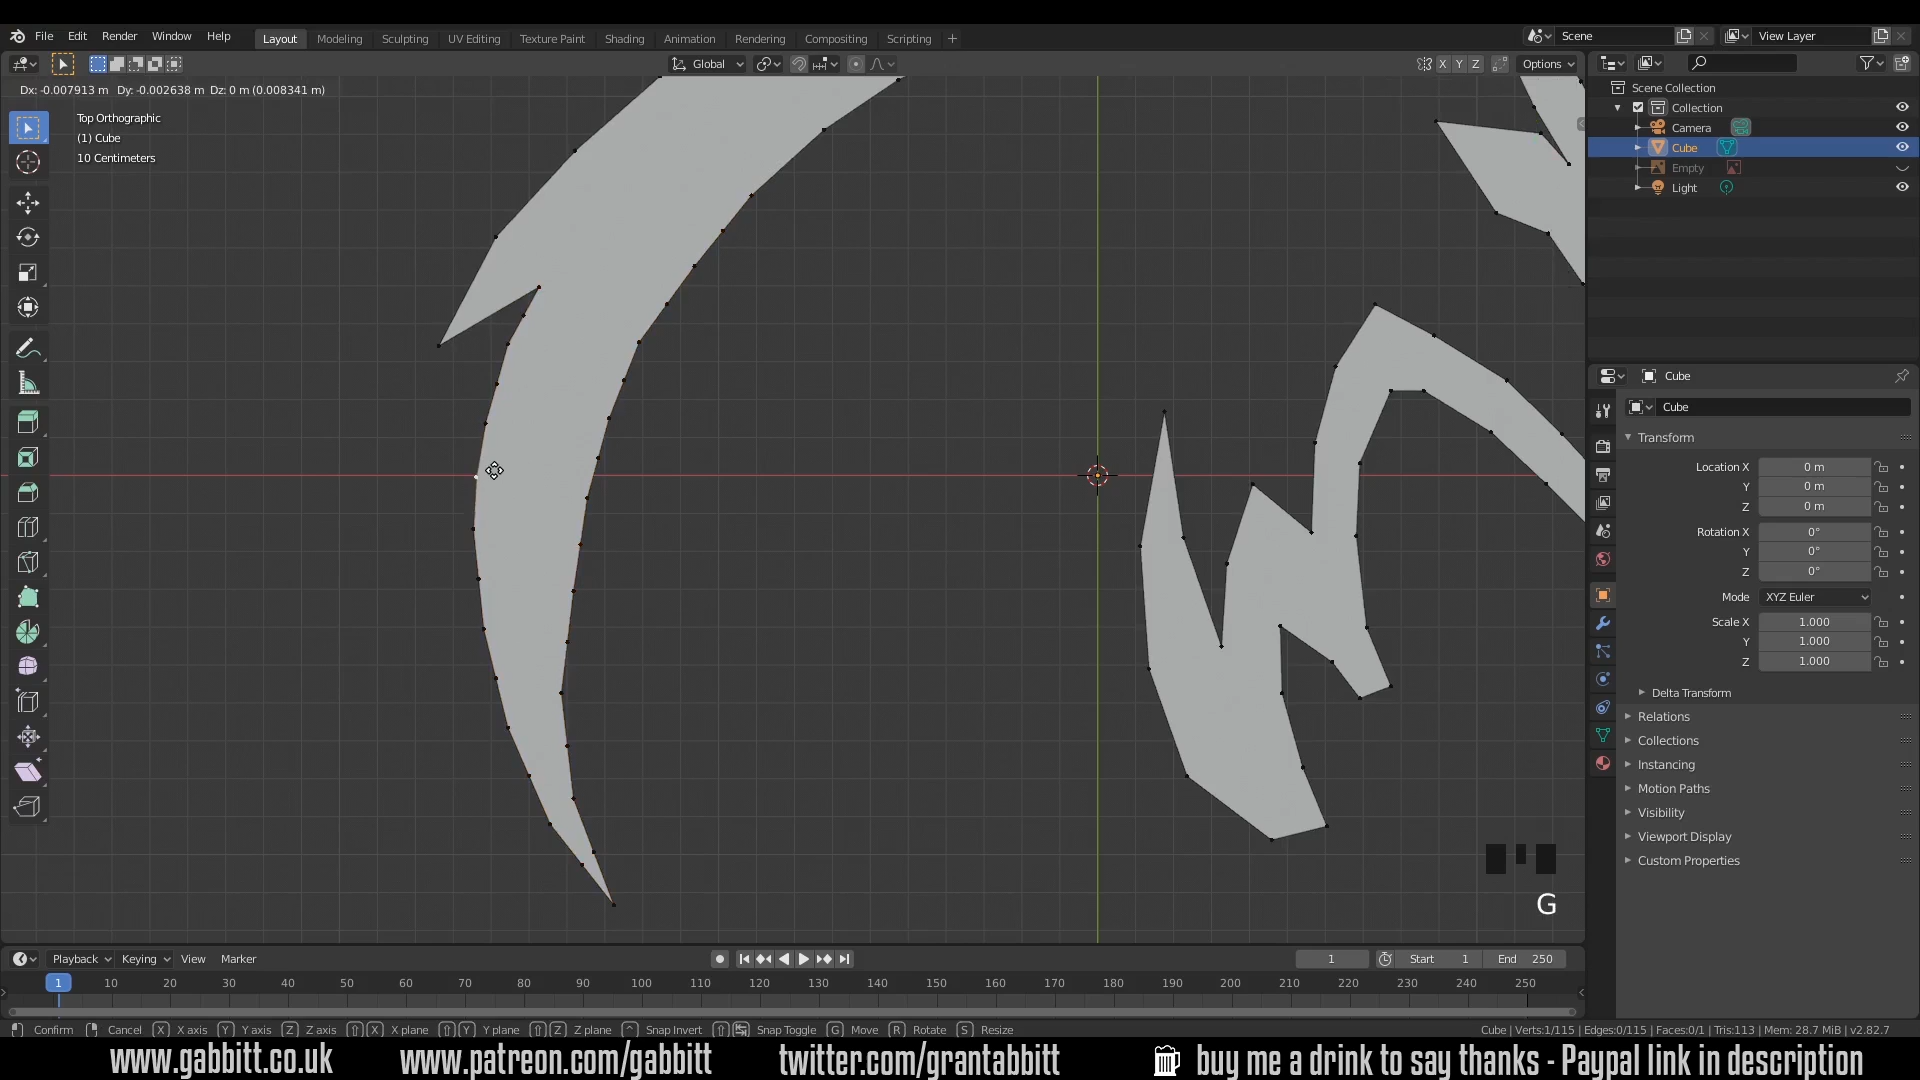 File Edit Render Window Help Layout Modeling Sculpting UV Editing Texture Paint Shading Animation Rendering Compositing Scripting + Scene View Layer
Global X Y Z Options
Dx: -0.007913 m Dy: -0.002638 m Dz: 0 m (0.008341 m)
Top Orthographic
(1) Cube
10 Centimeters
Scene Collection
Collection
Camera
Cube
Empty
Light
Cube
Cube
Transform
Location X 0 m
Y 0 m
Z 0 m
Rotation X 0°
Y 0°
Z 0°
Mode XYZ Euler
Scale X 1.000
Y 1.000
Z 1.000
Delta Transform
Relations
Collections
Instancing
Motion Paths
Visibility
Viewport Display
Custom Properties
G
Playback Keying View Marker 1 Start 1 End 250
1 10 20 30 40 50 60 70 80 90 100 110 120 130 140 150 160 170 180 190 200 210 220 230 240 250
Confirm Cancel X X axis Y Y axis Z Z axis X X plane Y Y plane Z Z plane Snap Invert Snap Toggle G Move R Rotate S Resize Cube | Verts:1/115 | Edges:0/115 | Faces:0/1 | Tris:113 | Mem: 28.7 MiB | v2.82.7
www.gabbitt.co.uk www.patreon.com/gabbitt twitter.com/grantabbitt buy me a drink to say thanks - Paypal link in description